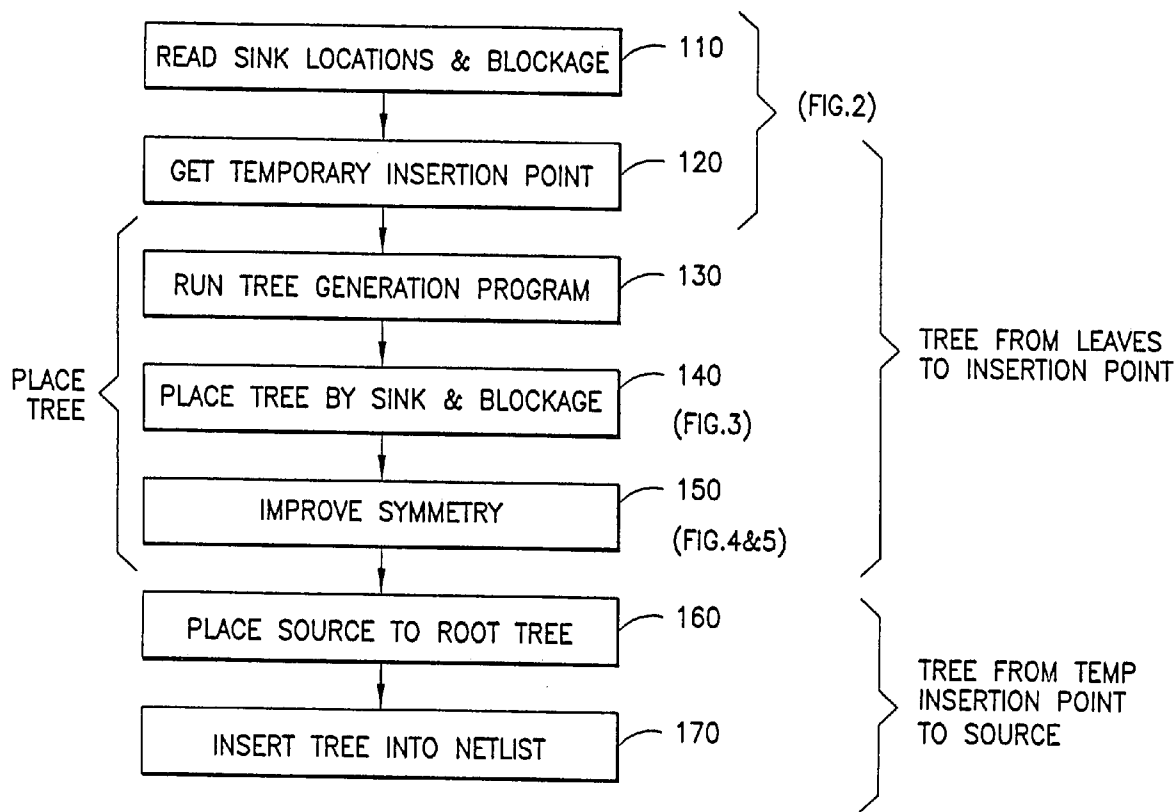 READ SINK LOCATIONS & BLOCKAGE
110
(FIG.2)
GET TEMPORARY INSERTION POINT
120
RUN TREE GENERATION PROGRAM
130
TREE FROM LEAVES
TO INSERTION POINT
PLACE
TREE
PLACE TREE BY SINK & BLOCKAGE
140
(FIG.3)
IMPROVE SYMMETRY
150
(FIG.4&5)
PLACE SOURCE TO ROOT TREE
160
TREE FROM TEMP
INSERTION POINT
TO SOURCE
INSERT TREE INTO NETLIST
170